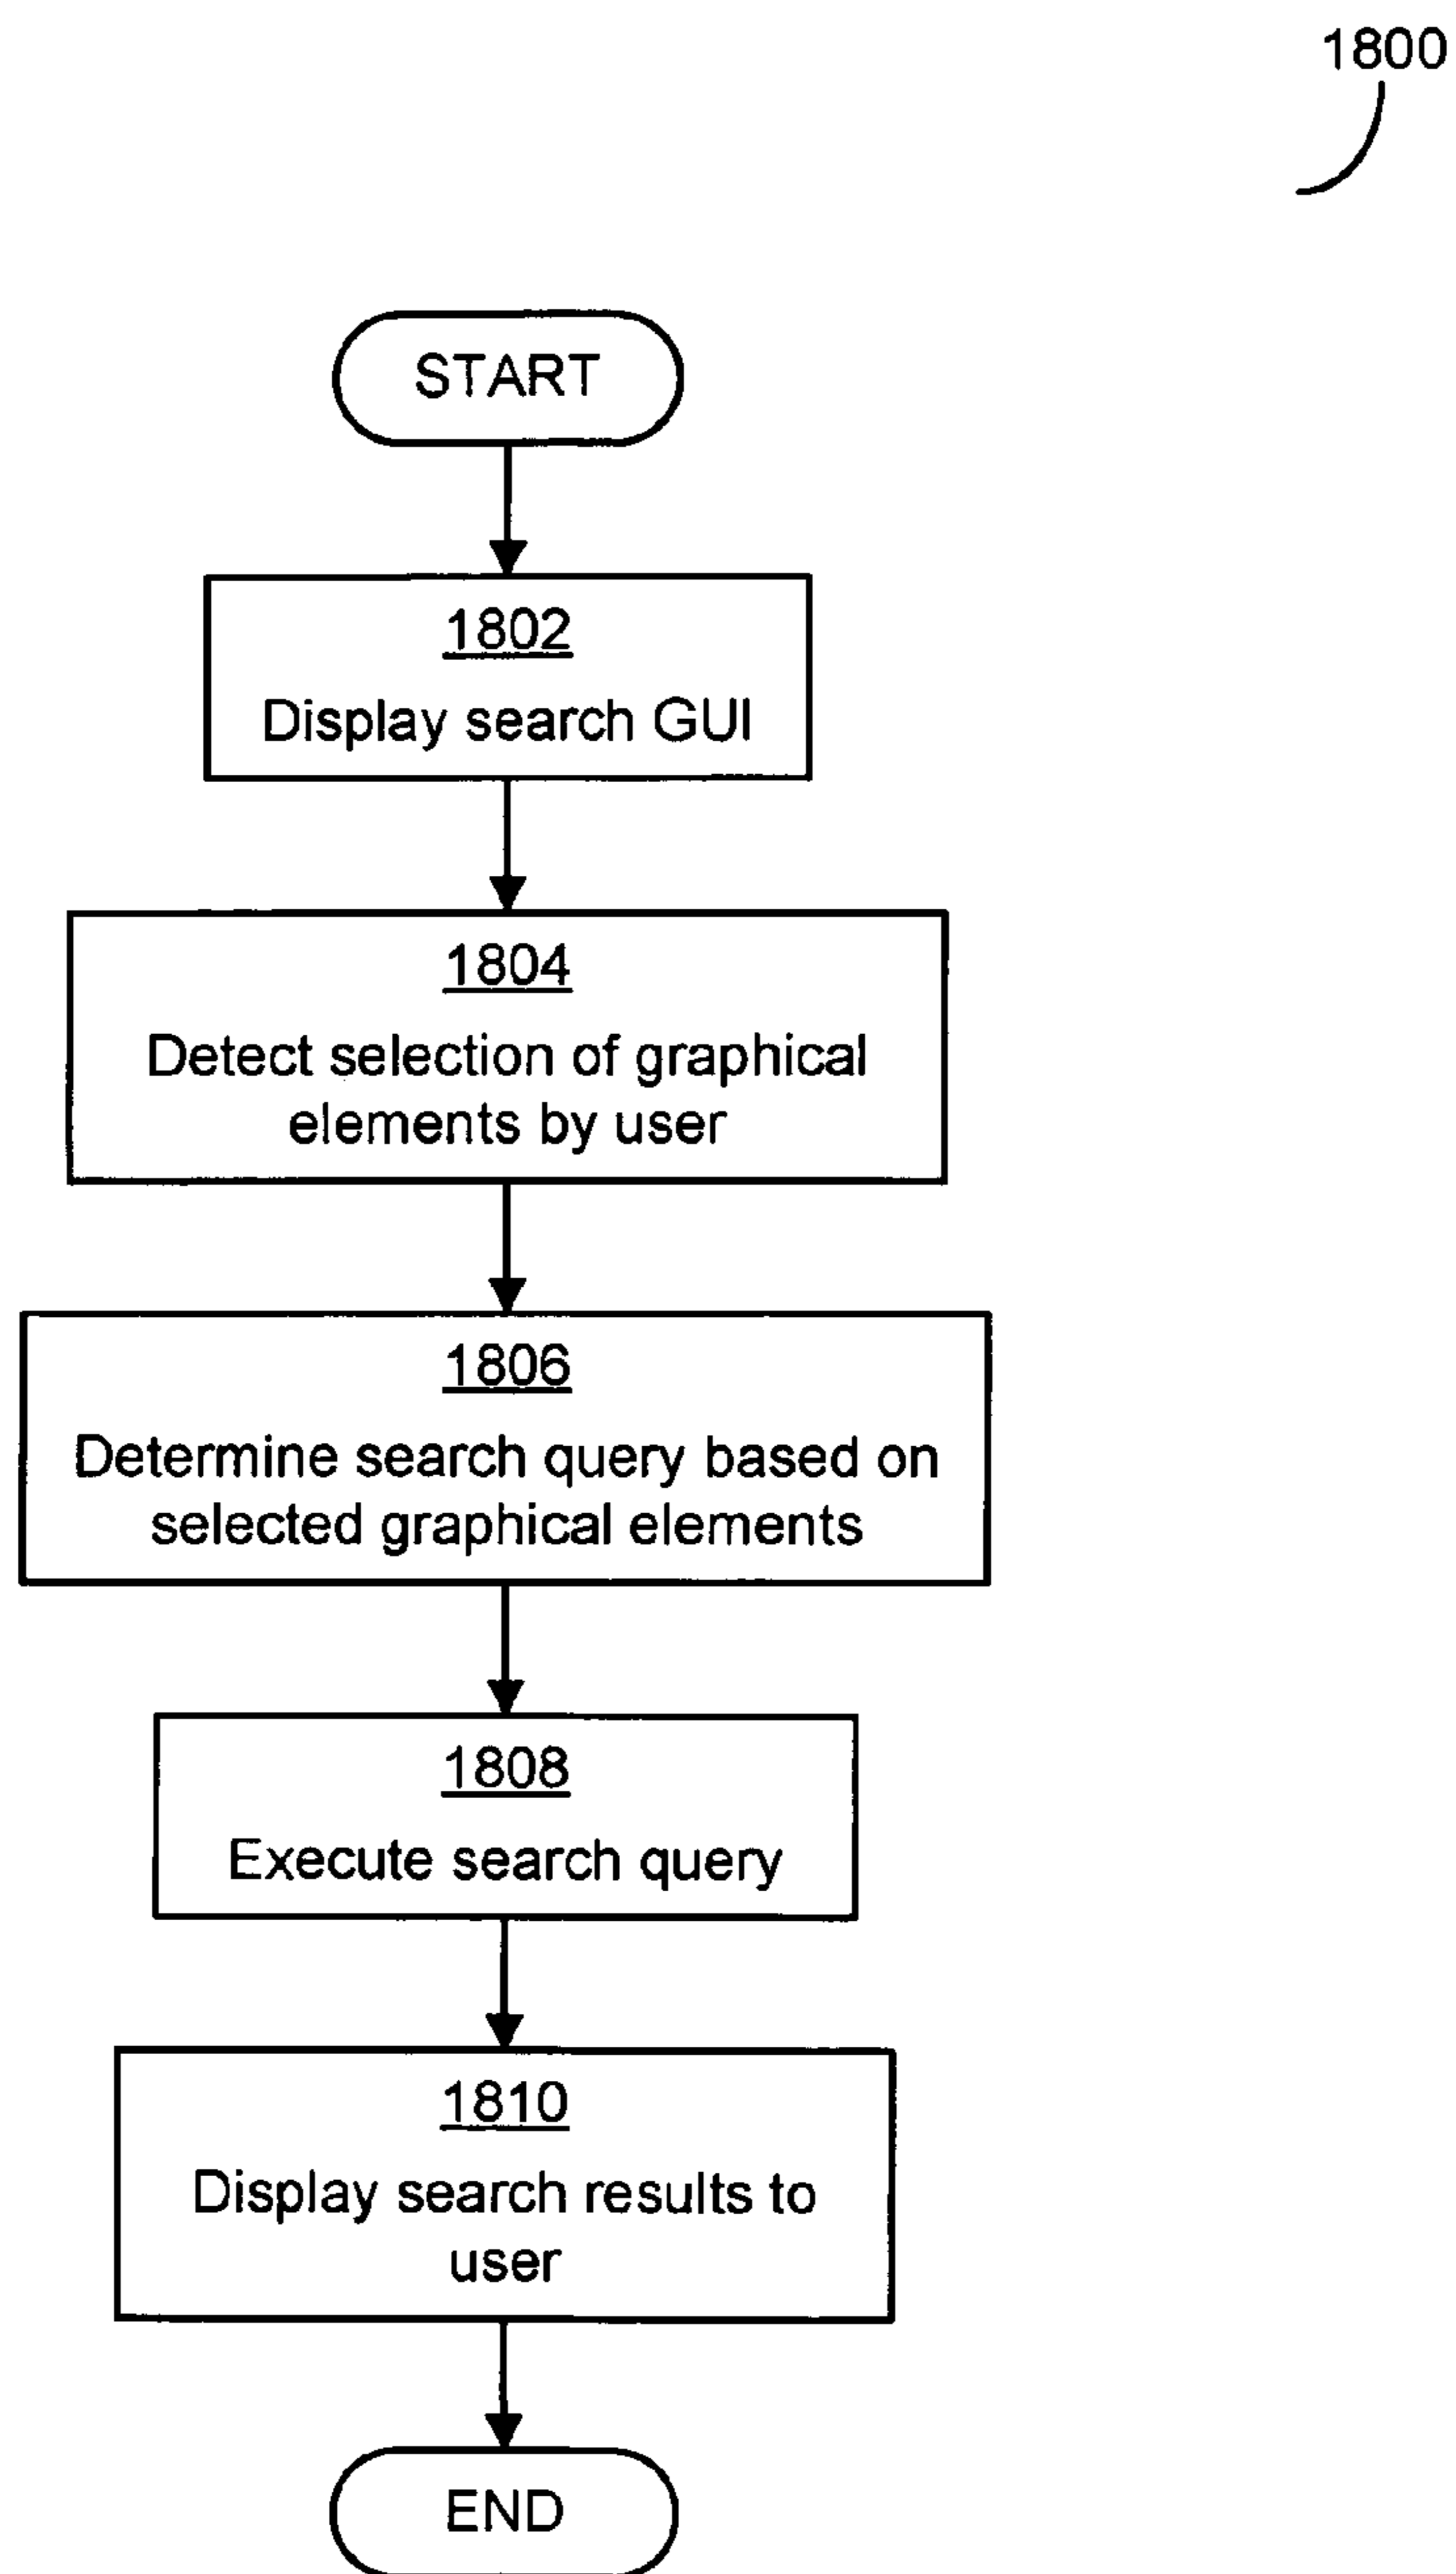 1800
START
1802
Display search GUI
1804
Detect selection of graphical
elements by user
1806
Determine search query based on
selected graphical elements
1808
Execute search query
1810
Display search results to
user
END